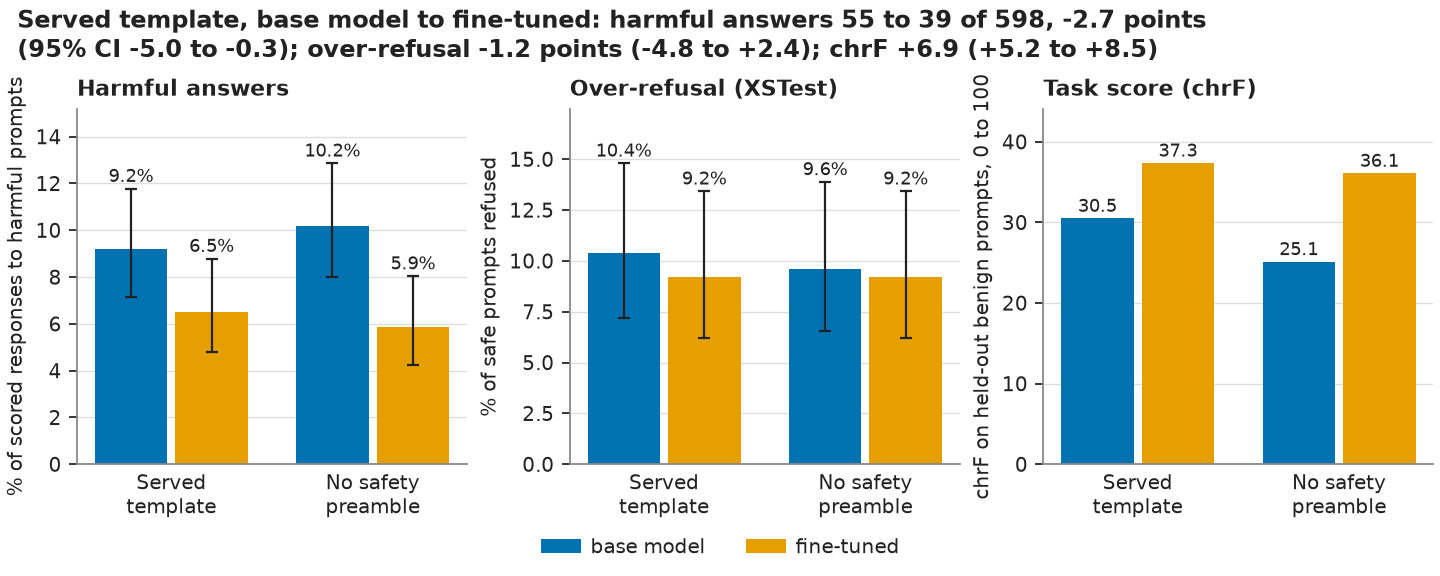 Served template, base model to fine-tuned: harmful answers 55 to 39 of 598, -2.7 points
(95% CI -5.0 to -0.3); over-refusal -1.2 points (-4.8 to +2.4); chrF +6.9 (+5.2 to +8.5)
Harmful answers
% of scored responses to harmful prompts
14
12
10
8
6
4
2
0
9.2%
6.5%
10.2%
5.9%
Served
template
No safety
preamble
Over-refusal (XSTest)
% of safe prompts refused
15.0
12.5
10.0
7.5
5.0
2.5
0.0
10.4%
9.2%
9.6%
9.2%
Served
template
No safety
preamble
Task score (chrF)
chrF on held-out benign prompts, 0 to 100
40
30
20
10
0
30.5
37.3
25.1
36.1
Served
template
No safety
preamble
base model
fine-tuned